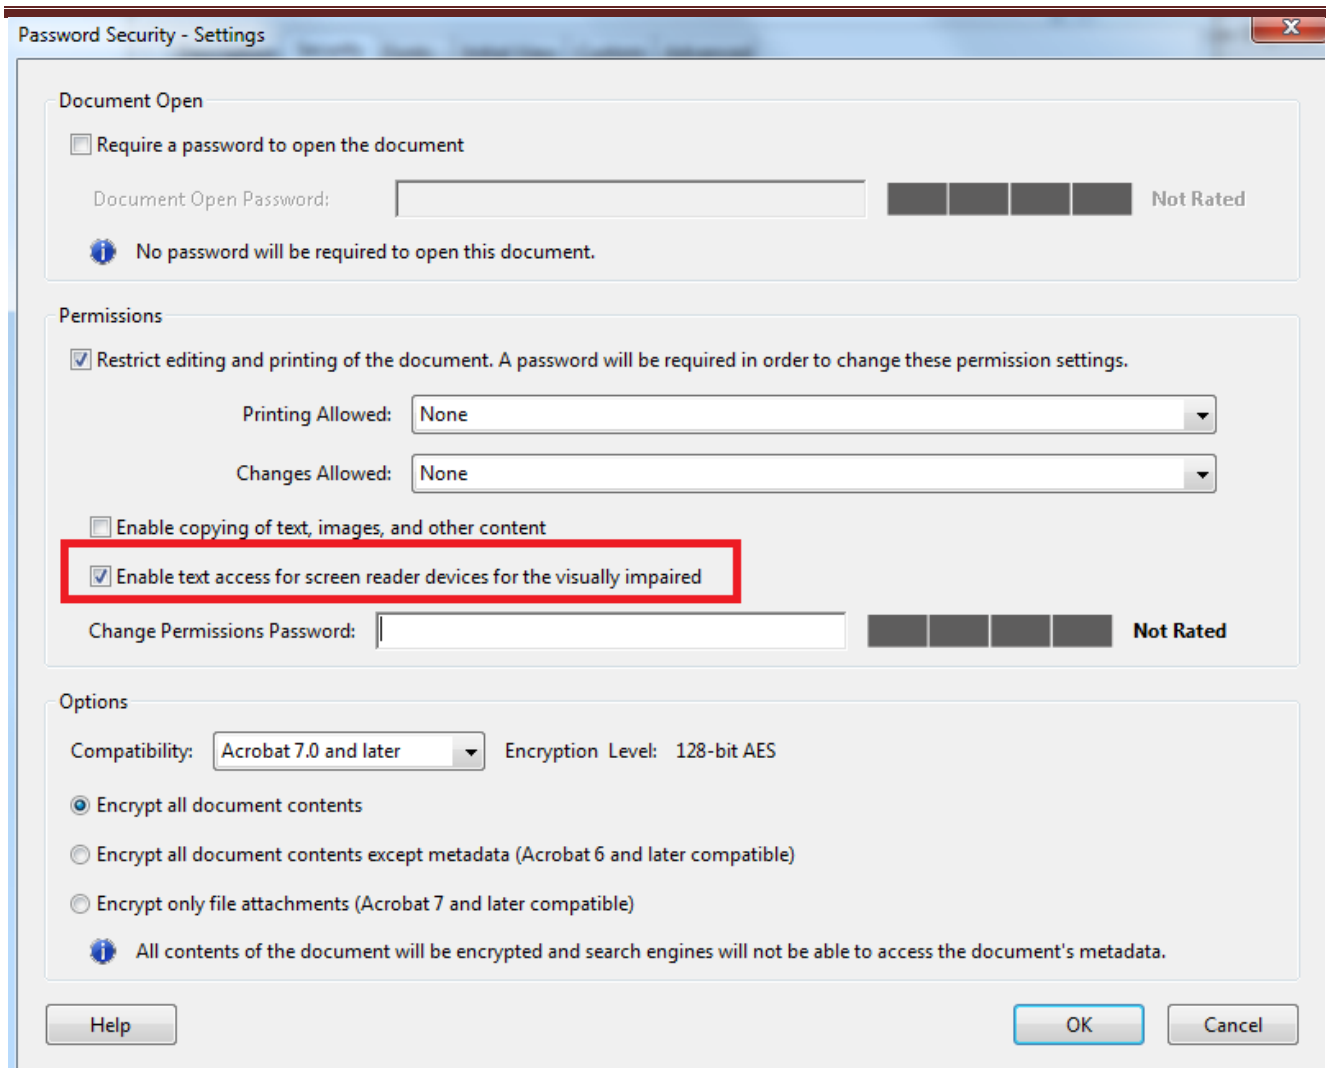 Password Security - Settings
Document Open
Require a password to open the document
Document Open Password:
Not Rated
No password will be required to open this document.
Permissions
Restrict editing and printing of the document. A password will be required in order to change these permission settings.
Printing Allowed: None
Changes Allowed: None
Enable copying of text, images, and other content
Enable text access for screen reader devices for the visually impaired
Change Permissions Password:
Not Rated
Options
Compatibility: Acrobat 7.0 and later Encryption Level: 128-bit AES
Encrypt all document contents
Encrypt all document contents except metadata (Acrobat 6 and later compatible)
Encrypt only file attachments (Acrobat 7 and later compatible)
All contents of the document will be encrypted and search engines will not be able to access the document's metadata.
Help OK Cancel